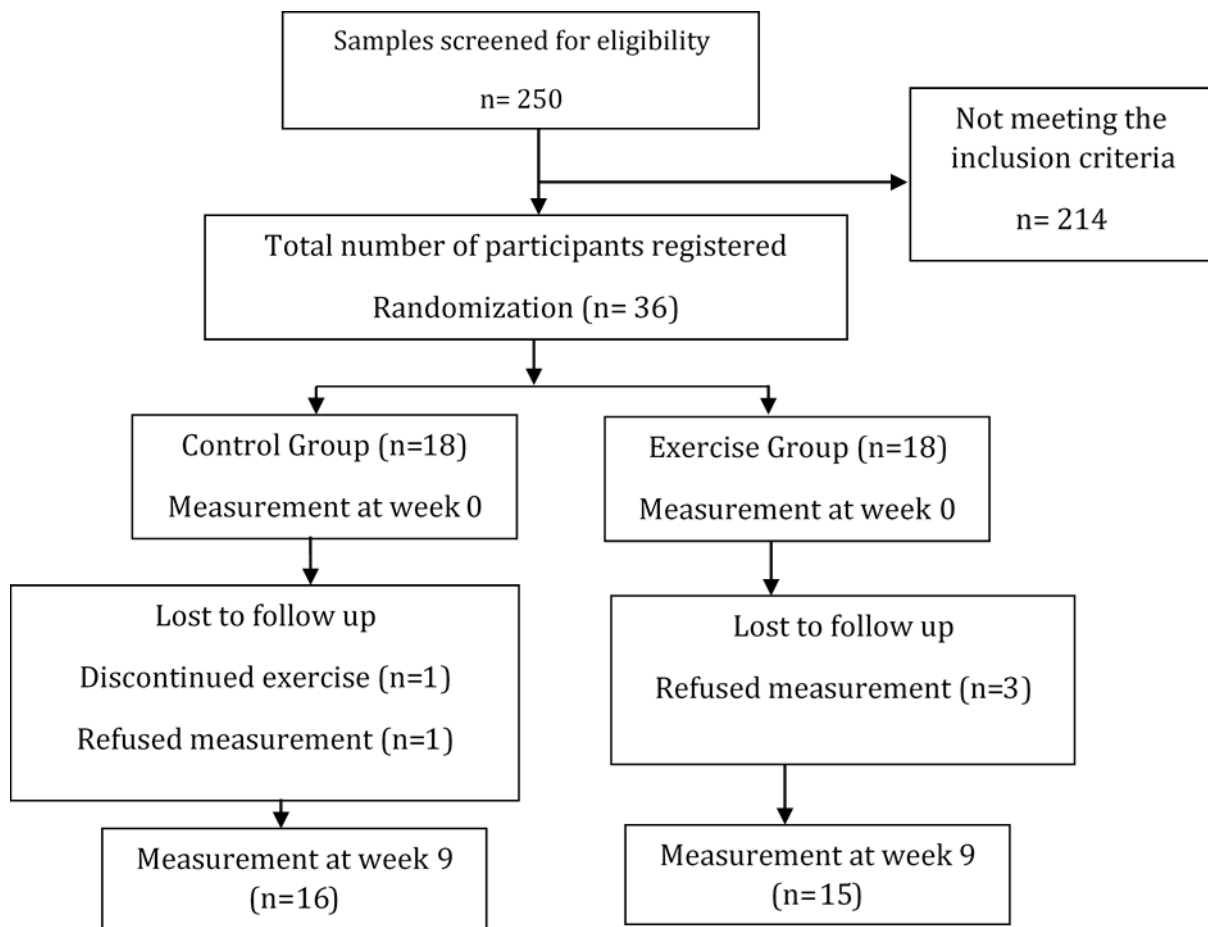 Samples screened for eligibility
n= 250
Not meeting the
inclusion criteria
n= 214
Total number of participants registered
Randomization (n= 36)
Control Group (n=18)
Measurement at week 0
Exercise Group (n=18)
Measurement at week 0
Lost to follow up
Discontinued exercise (n=1)
Refused measurement (n=1)
Lost to follow up
Refused measurement (n=3)
Measurement at week 9
(n=16)
Measurement at week 9
(n=15)